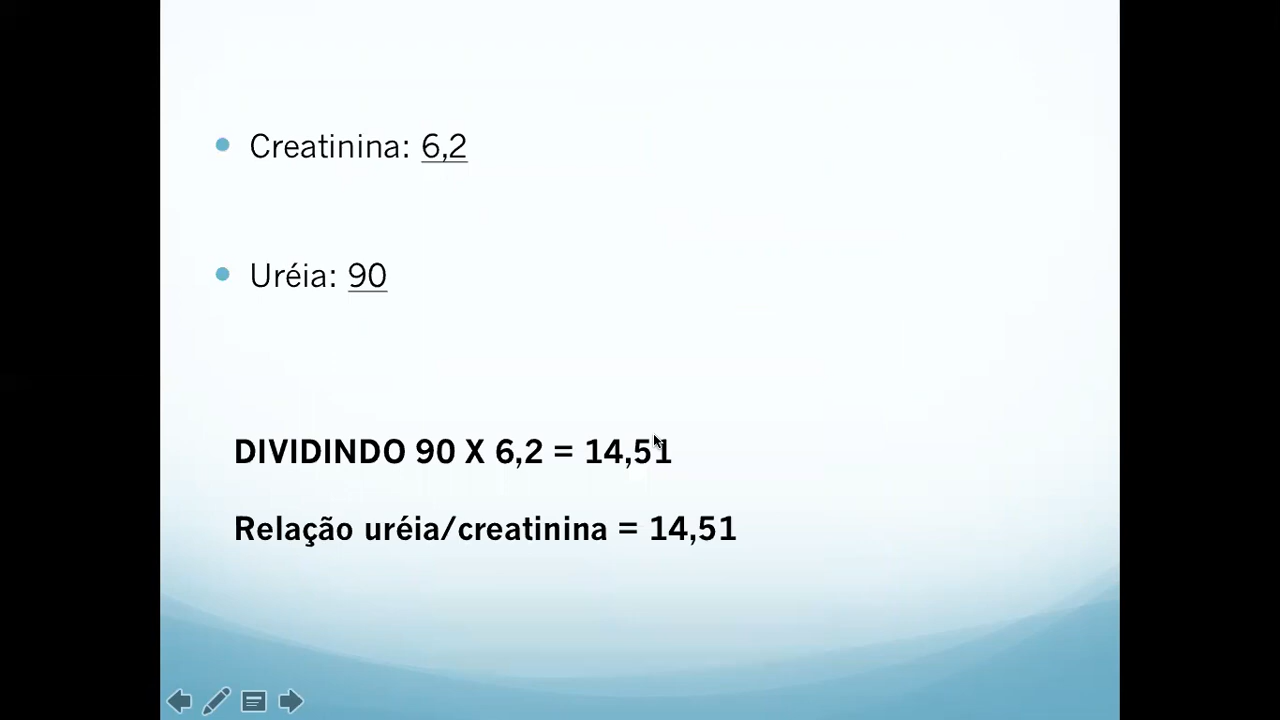 Creatinina: 6,2
Uréia: 90
DIVIDINDO 90 X 6,2 = 14,51
Relação uréia/creatinina = 14,51